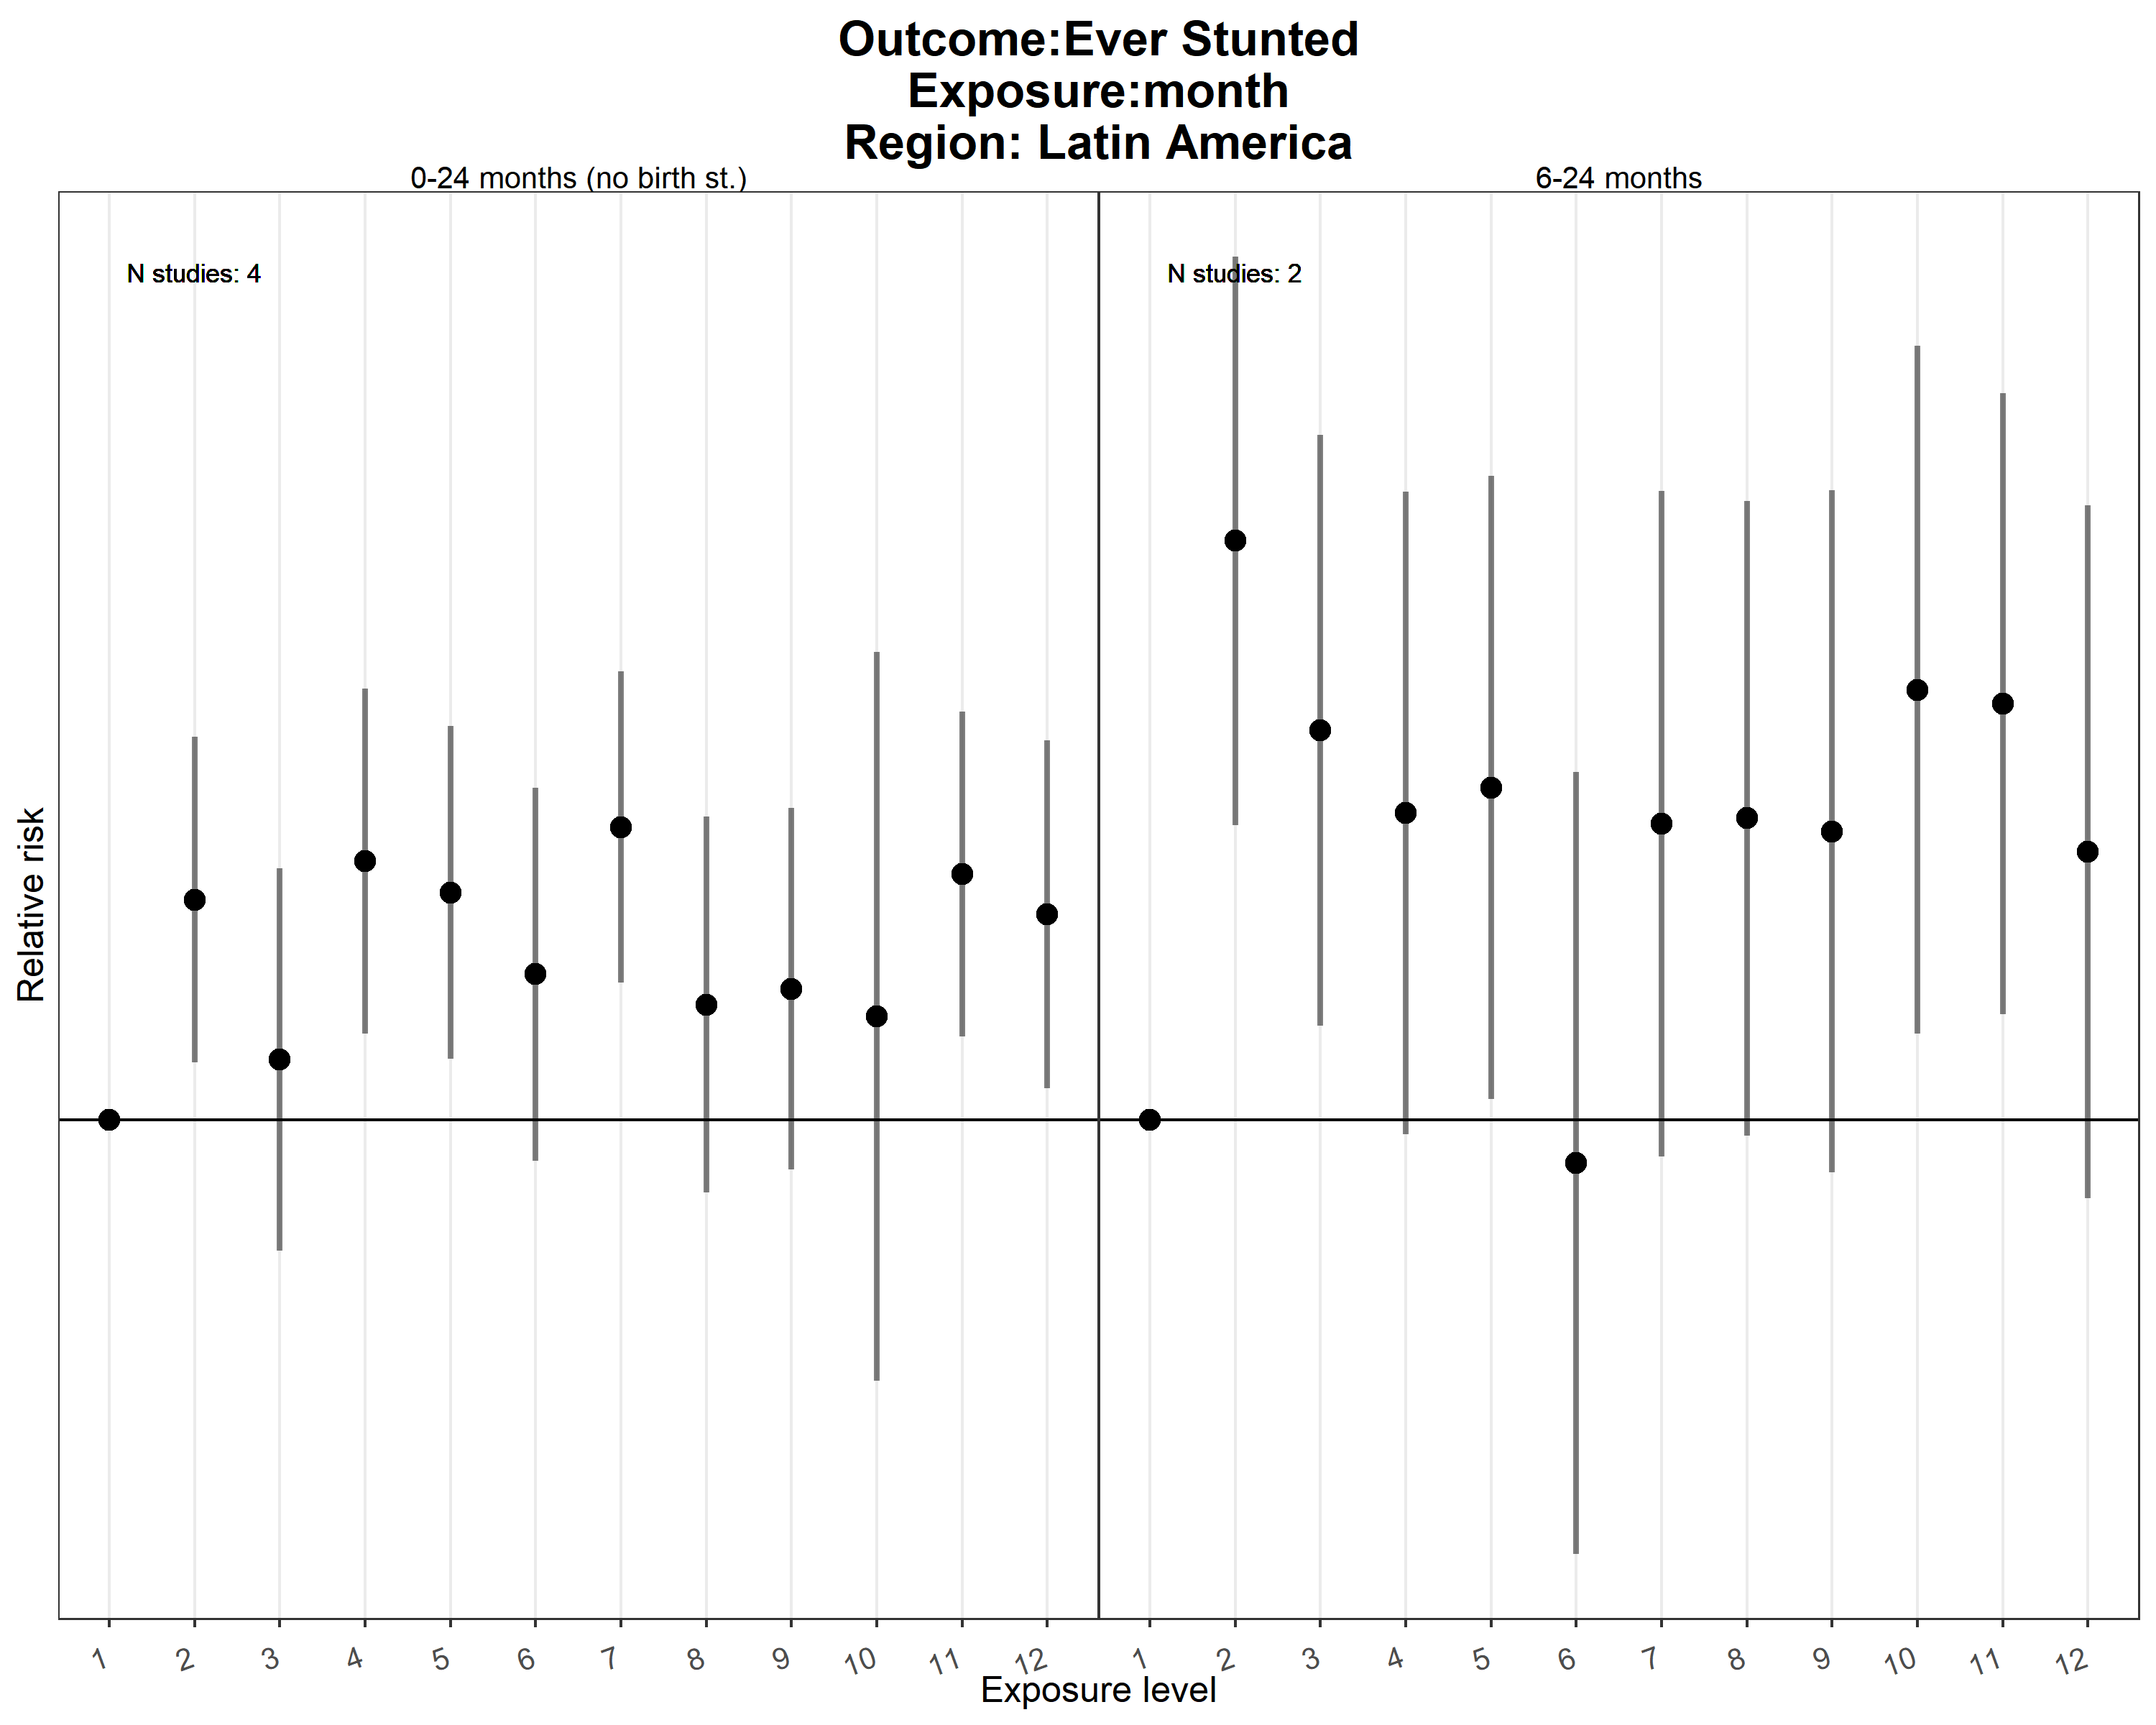 Outcome:Ever Stunted
Exposure:month
Region: Latin America
0-24 months (no birth st.)
6-24 months
N studies: 4
N studies: 2
Relative risk
1 2 3 4 5 6 7 8 9 10 11 12 1 2 3 4 5 6 7 8 9 10 11 12
Exposure level